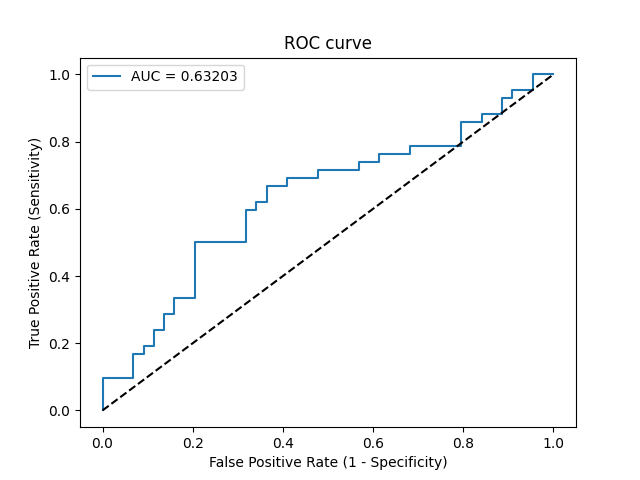 ROC curve
AUC = 0.63203
True Positive Rate (Sensitivity)
1.0
0.8
0.6
0.4
0.2
0.0
0.0 0.2 0.4 0.6 0.8 1.0
False Positive Rate (1 - Specificity)